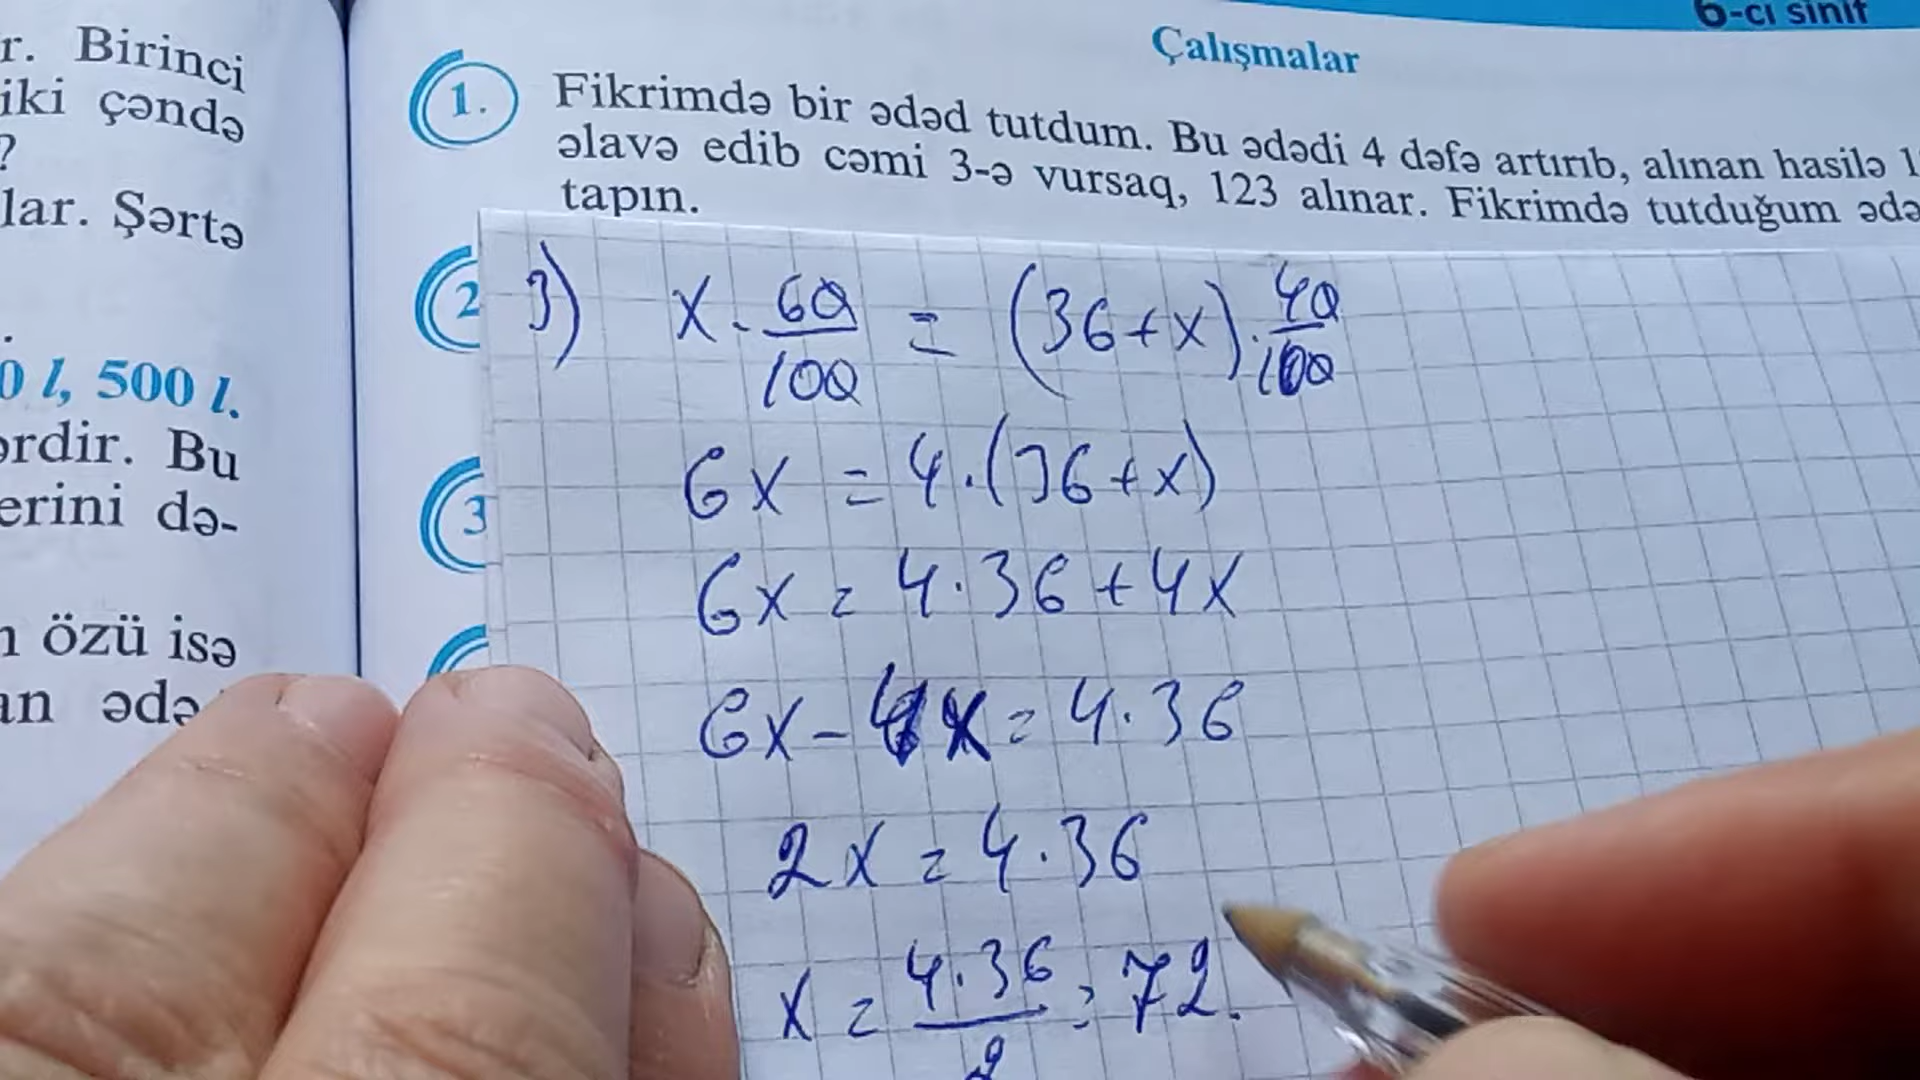 6-cı sinif
Çalışmalar
r. Birinci
iki çəndə
?
lar. Şərtə
0 l, 500 l.
ərdir. Bu
erini də-
özü isə
an ədə
1. Fikrimdə bir ədəd tutdum. Bu ədədi 4 dəfə artırıb, alınan hasilə 1
əlavə edib cəmi 3-ə vursaq, 123 alınar. Fikrimdə tutduğum ədə
tapın.
2
3
3) x · 60/100 = (36+x) · 40/100
6x = 4·(36+x)
6x = 4·36+4x
6x - 4x = 4·36
2x = 4·36
x = 4·36/2 = 72.